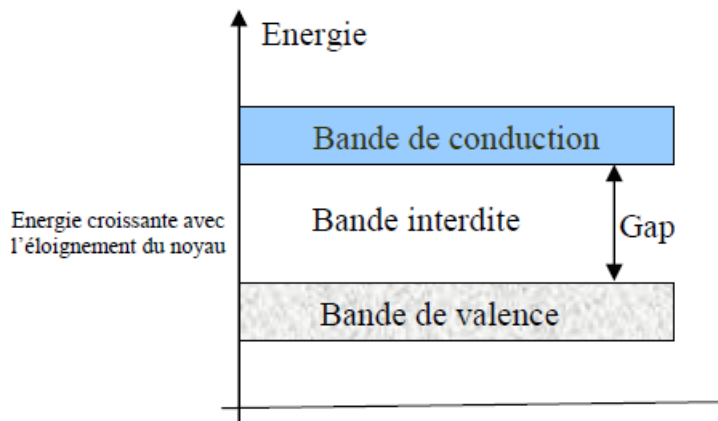 Energie
Bande de conduction
Energie croissante avec
l'éloignement du noyau
Bande interdite
Gap
Bande de valence